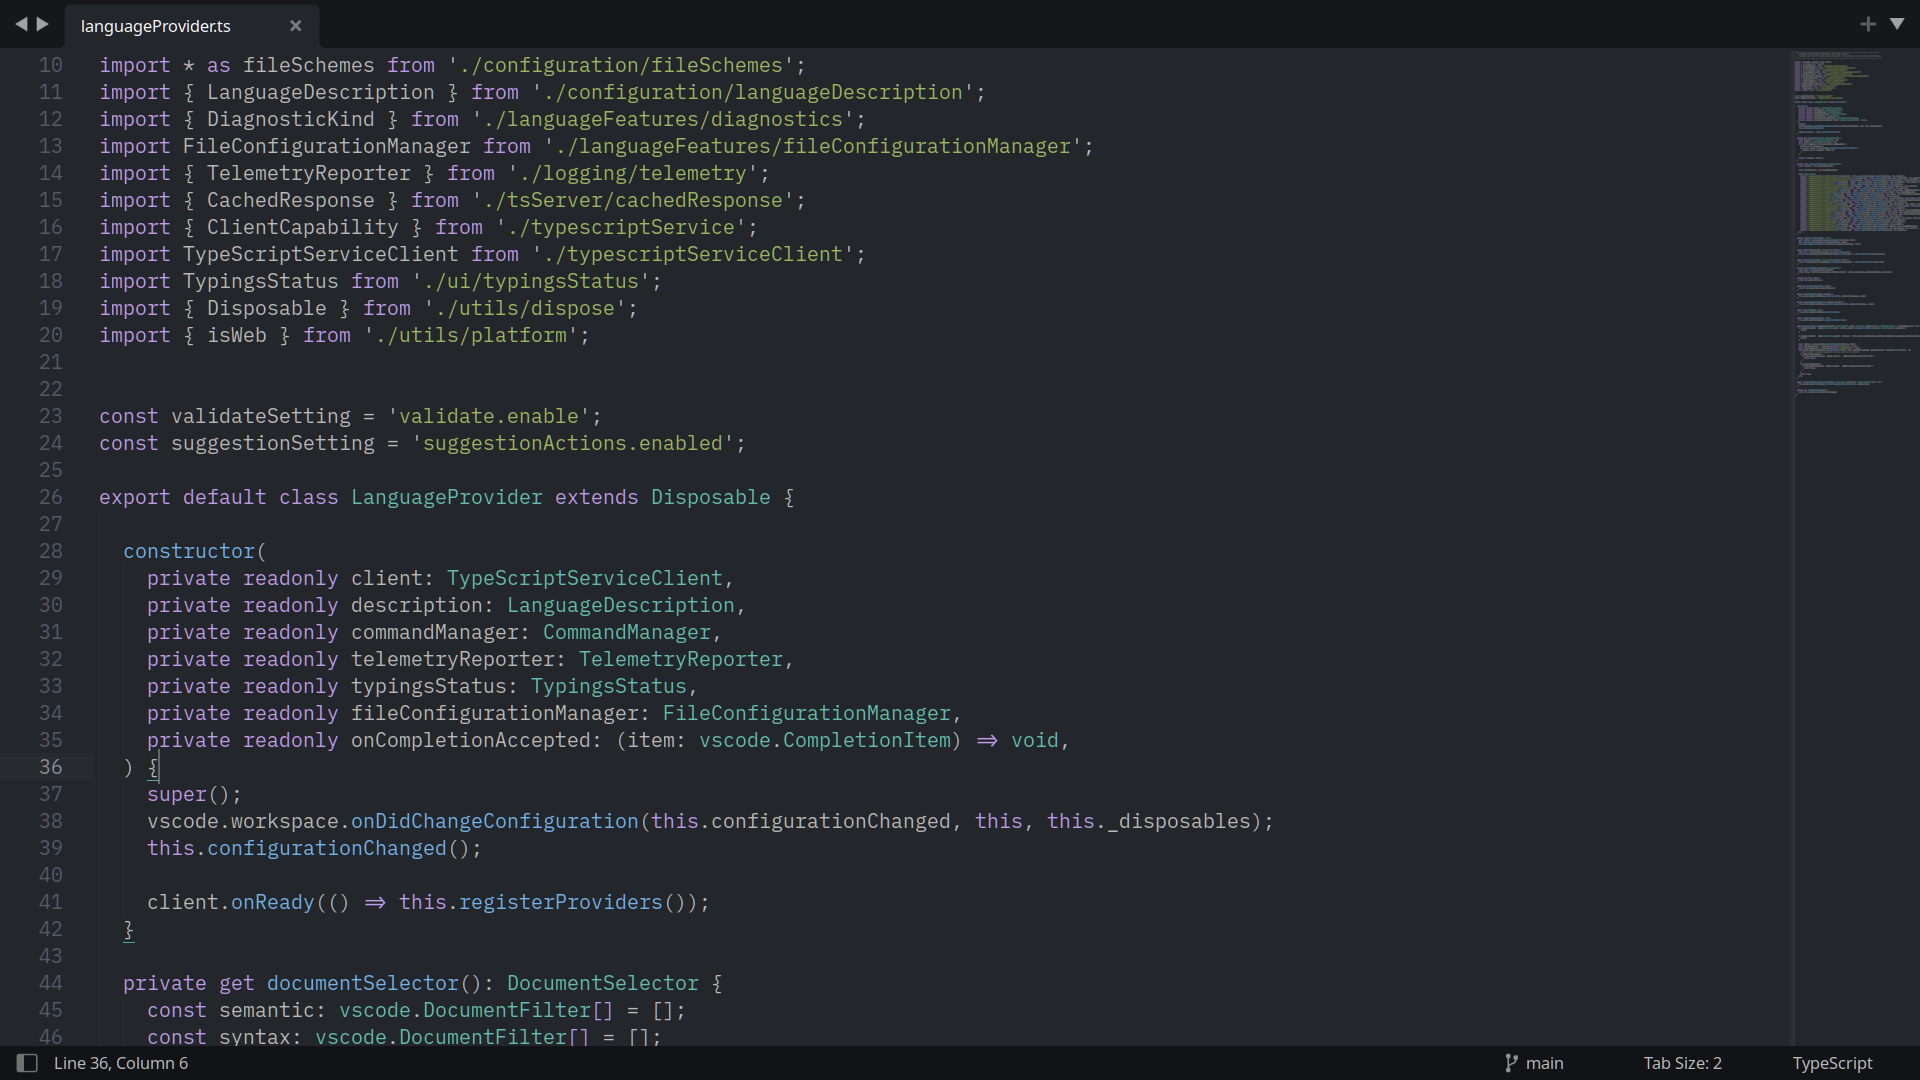 languageProvider.ts
10 import * as fileSchemes from './configuration/fileSchemes';
11 import { LanguageDescription } from './configuration/languageDescription';
12 import { DiagnosticKind } from './languageFeatures/diagnostics';
13 import FileConfigurationManager from './languageFeatures/fileConfigurationManager';
14 import { TelemetryReporter } from './logging/telemetry';
15 import { CachedResponse } from './tsServer/cachedResponse';
16 import { ClientCapability } from './typescriptService';
17 import TypeScriptServiceClient from './typescriptServiceClient';
18 import TypingsStatus from './ui/typingsStatus';
19 import { Disposable } from './utils/dispose';
20 import { isWeb } from './utils/platform';
21
22
23 const validateSetting = 'validate.enable';
24 const suggestionSetting = 'suggestionActions.enabled';
25
26 export default class LanguageProvider extends Disposable {
27
28   constructor(
29     private readonly client: TypeScriptServiceClient,
30     private readonly description: LanguageDescription,
31     private readonly commandManager: CommandManager,
32     private readonly telemetryReporter: TelemetryReporter,
33     private readonly typingsStatus: TypingsStatus,
34     private readonly fileConfigurationManager: FileConfigurationManager,
35     private readonly onCompletionAccepted: (item: vscode.CompletionItem) => void,
36   ) {
37     super();
38     vscode.workspace.onDidChangeConfiguration(this.configurationChanged, this, this._disposables);
39     this.configurationChanged();
40
41     client.onReady(() => this.registerProviders());
42   }
43
44   private get documentSelector(): DocumentSelector {
45     const semantic: vscode.DocumentFilter[] = [];
46     const syntax: vscode.DocumentFilter[] = [];
Line 36, Column 6
main
Tab Size: 2
TypeScript